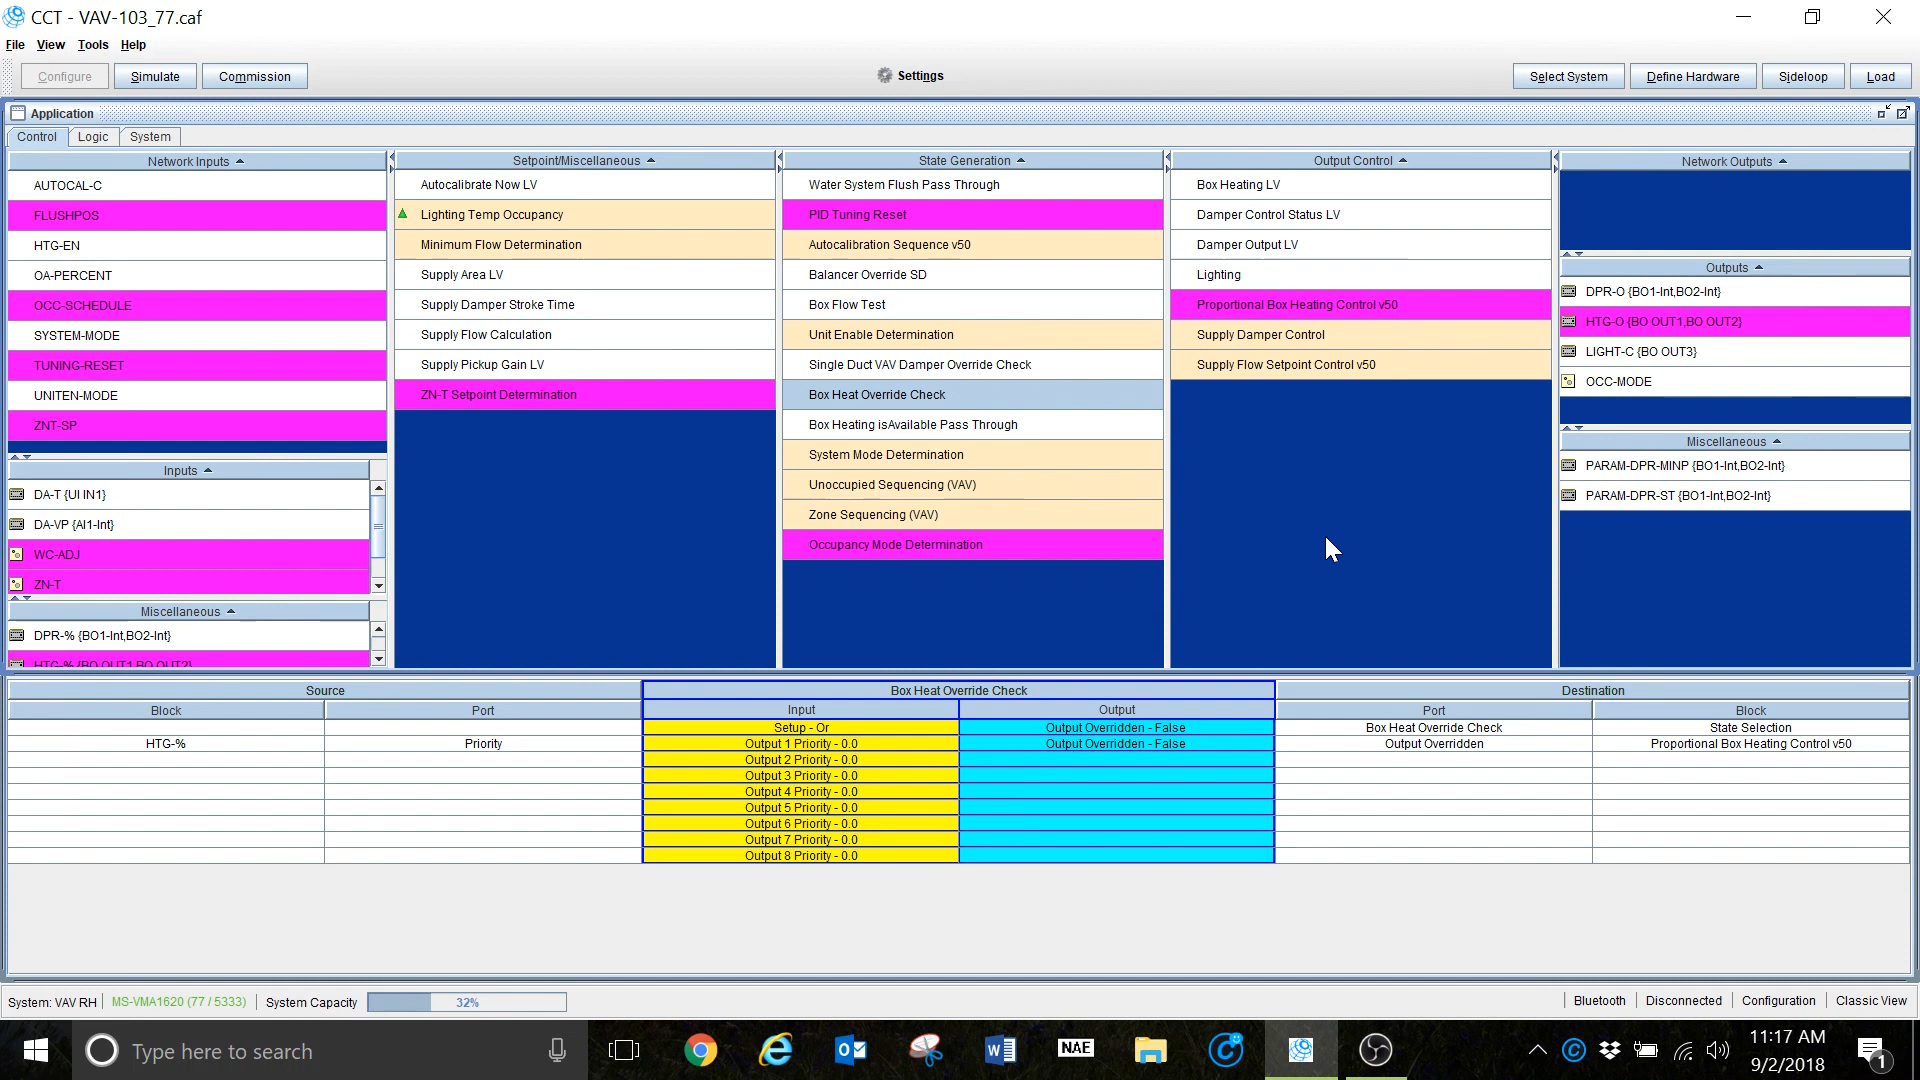 CCT - VAV-103_77.caf
File View Tools Help
Configure Simulate Commission Settings Select System Define Hardware Sideloop Load
Application
Control Logic System
Network Inputs
AUTOCAL-C
FLUSHPOS
HTG-EN
OA-PERCENT
OCC-SCHEDULE
SYSTEM-MODE
TUNING-RESET
UNITEN-MODE
ZNT-SP
Inputs
DA-T {UI IN1}
DA-VP {AI1-Int}
WC-ADJ
ZN-T
Miscellaneous
DPR-% {BO1-Int,BO2-Int}
HTG-% {BO OUT1,BO OUT2}
Setpoint/Miscellaneous
Autocalibrate Now LV
Lighting Temp Occupancy
Minimum Flow Determination
Supply Area LV
Supply Damper Stroke Time
Supply Flow Calculation
Supply Pickup Gain LV
ZN-T Setpoint Determination
State Generation
Water System Flush Pass Through
PID Tuning Reset
Autocalibration Sequence v50
Balancer Override SD
Box Flow Test
Unit Enable Determination
Single Duct VAV Damper Override Check
Box Heat Override Check
Box Heating isAvailable Pass Through
System Mode Determination
Unoccupied Sequencing (VAV)
Zone Sequencing (VAV)
Occupancy Mode Determination
Output Control
Box Heating LV
Damper Control Status LV
Damper Output LV
Lighting
Proportional Box Heating Control v50
Supply Damper Control
Supply Flow Setpoint Control v50
Network Outputs
Outputs
DPR-O {BO1-Int,BO2-Int}
HTG-O {BO OUT1,BO OUT2}
LIGHT-C {BO OUT3}
OCC-MODE
Miscellaneous
PARAM-DPR-MINP {BO1-Int,BO2-Int}
PARAM-DPR-ST {BO1-Int,BO2-Int}
Source Box Heat Override Check Destination
Block Port Input Output Port Block
Setup - Or Output Overridden - False Box Heat Override Check State Selection
HTG-% Priority Output 1 Priority - 0.0 Output Overridden - False Output Overridden Proportional Box Heating Control v50
Output 2 Priority - 0.0
Output 3 Priority - 0.0
Output 4 Priority - 0.0
Output 5 Priority - 0.0
Output 6 Priority - 0.0
Output 7 Priority - 0.0
Output 8 Priority - 0.0
System: VAV RH MS-VMA1620 (77 / 5333) System Capacity 32% Bluetooth Disconnected Configuration Classic View
Type here to search NAE 11:17 AM
9/2/2018 1